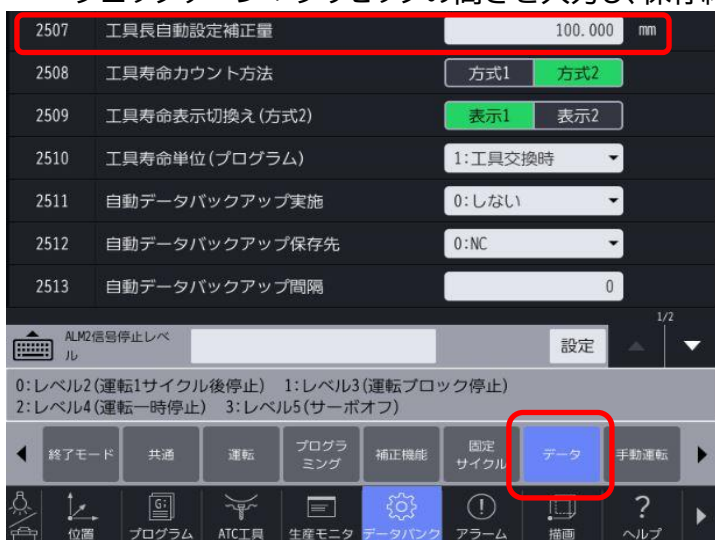 2507 工具長自動設定補正量 100.000 mm
2508 工具寿命カウント方法 方式1 方式2
2509 工具寿命表示切換え(方式2) 表示1 表示2
2510 工具寿命単位(プログラム) 1:工具交換時
2511 自動データバックアップ実施 0:しない
2512 自動データバックアップ保存先 0:NC
2513 自動データバックアップ間隔 0
1/2
ALM2信号停止レベ
ル
設定
0:レベル2(運転1サイクル後停止) 1:レベル3(運転ブロック停止)
2:レベル4(運転一時停止) 3:レベル5(サーボオフ)
終了モード 共通 運転 プログラ
ミング 補正機能 固定
サイクル データ 手動運転
位置 プログラム ATC工具 生産モニタ データバンク アラーム 描画 ヘルプ